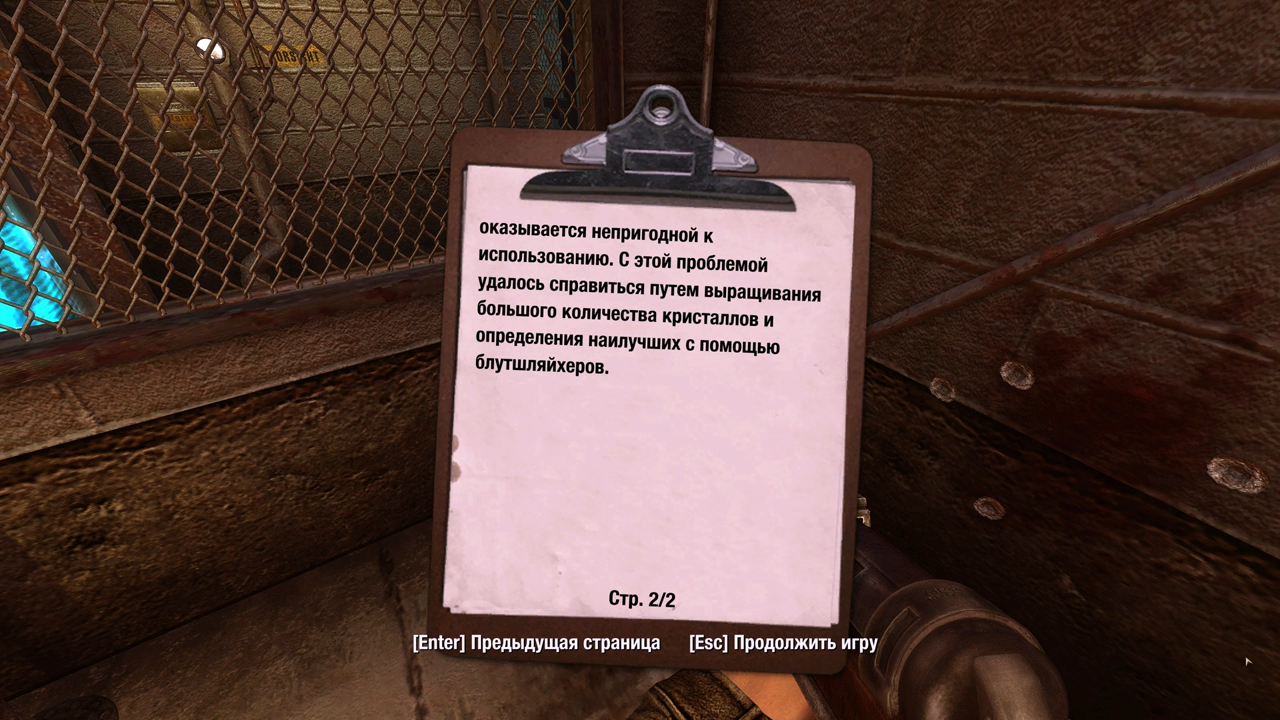 оказывается непригодной к
использованию. С этой проблемой
удалось справиться путем выращивания
большого количества кристаллов и
определения наилучших с помощью
блутшляйхеров.
Стр. 2/2
[Enter] Предыдущая страница [Esc] Продолжить игру